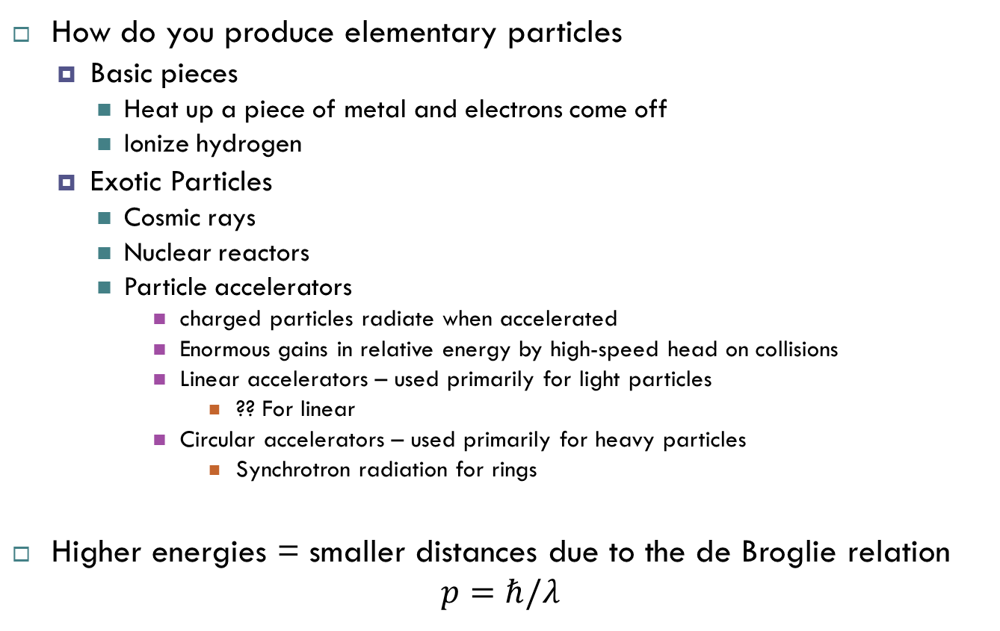 How do you produce elementary particles
Basic pieces
Heat up a piece of metal and electrons come off
Ionize hydrogen
Exotic Particles
Cosmic rays
Nuclear reactors
Particle accelerators
charged particles radiate when accelerated
Enormous gains in relative energy by high-speed head on collisions
Linear accelerators – used primarily for light particles
?? For linear
Circular accelerators – used primarily for heavy particles
Synchrotron radiation for rings
Higher energies = smaller distances due to the de Broglie relation
p = ħ/λ